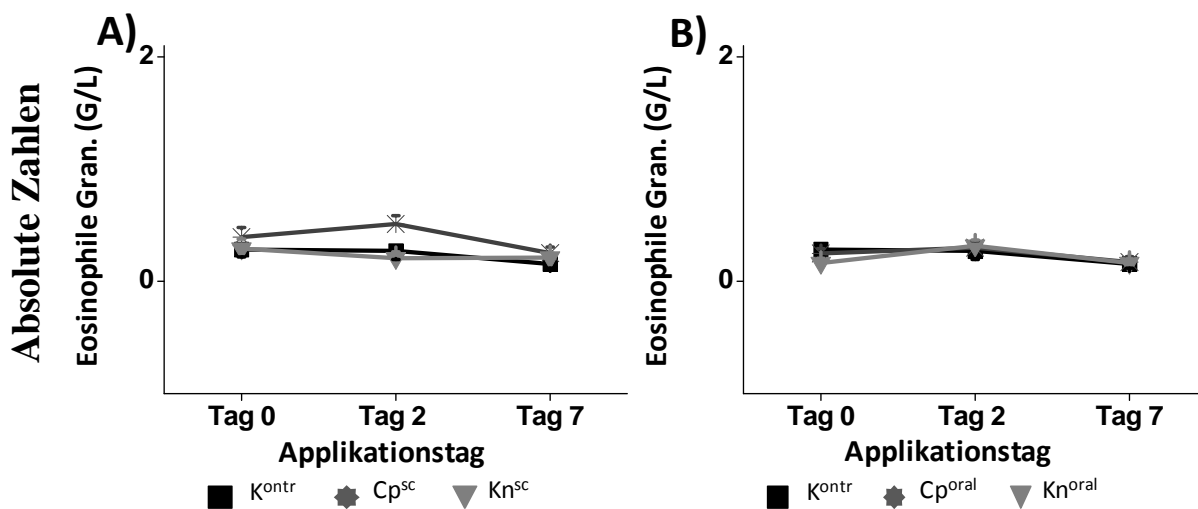 Absolute Zahlen
A)
Eosinophile Gran. (G/L)
2
0
Tag 0 Tag 2 Tag 7
Applikationstag
Kontr Cpsc Knsc
B)
Eosinophile Gran. (G/L)
2
0
Tag 0 Tag 2 Tag 7
Applikationstag
Kontr Cporal Knoral